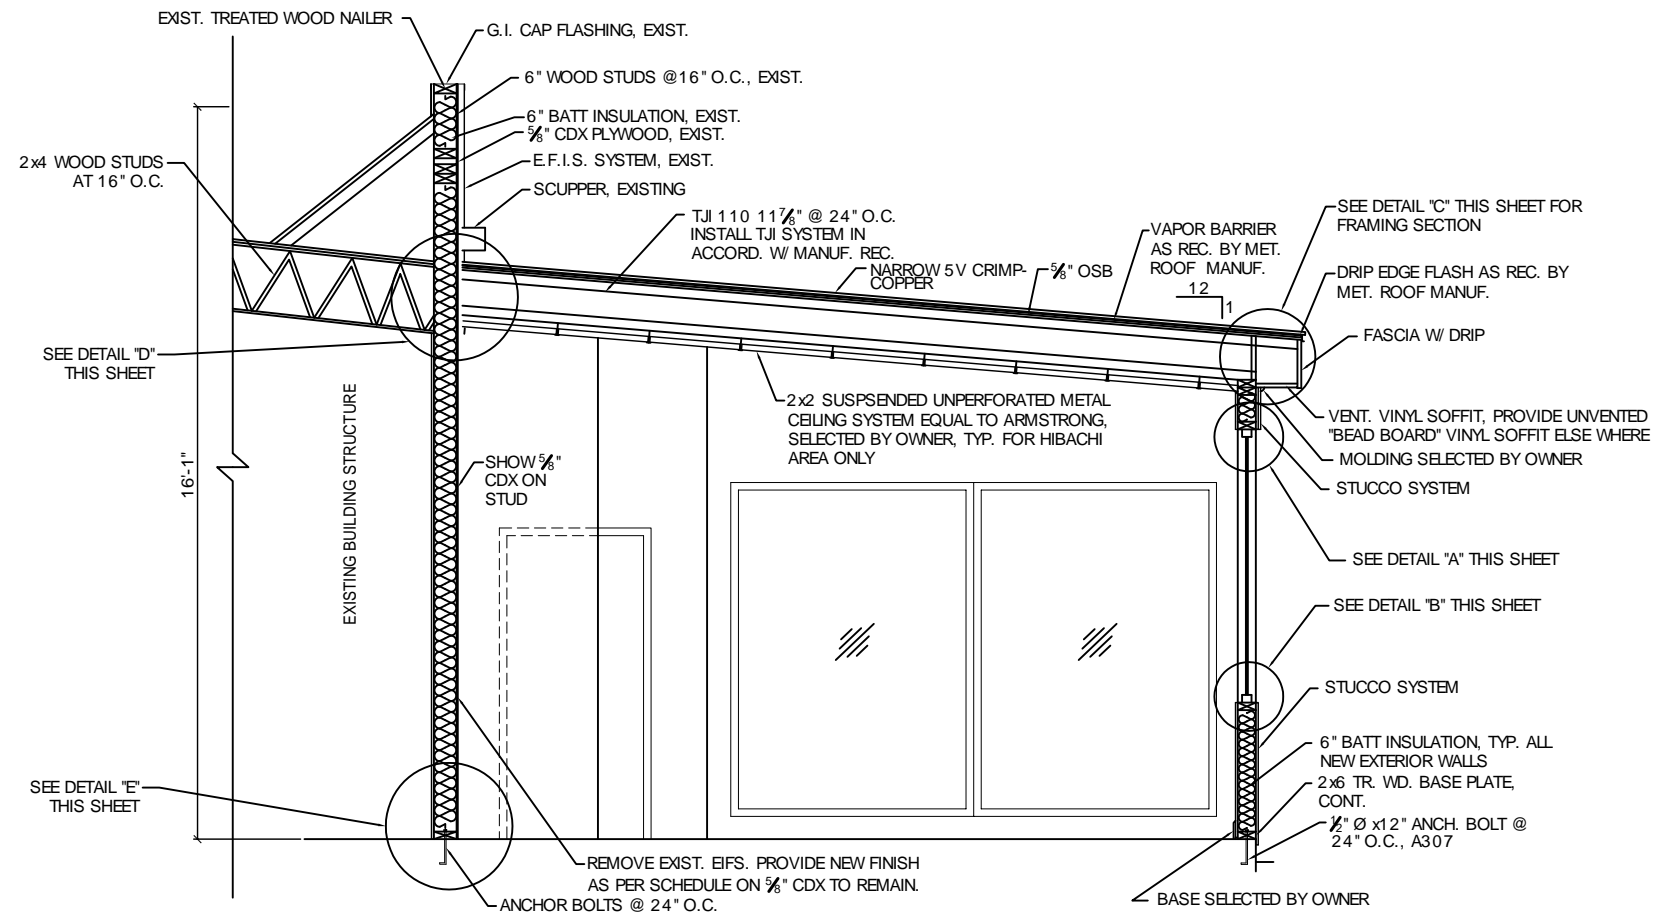 EXIST. TREATED WOOD NAILER
G.I. CAP FLASHING, EXIST.
6" WOOD STUDS @16" O.C., EXIST.
6" BATT INSULATION, EXIST.
5/8" CDX PLYWOOD, EXIST.
E.F.I.S. SYSTEM, EXIST.
SCUPPER, EXISTING
2x4 WOOD STUDS
AT 16" O.C.
TJI 110 11 7/8" @ 24" O.C.
INSTALL TJI SYSTEM IN
ACCORD. W/ MANUF. REC.
NARROW 5V CRIMP-
COPPER
5/8" OSB
VAPOR BARRIER
AS REC. BY MET.
ROOF MANUF.
12
1
SEE DETAIL "C" THIS SHEET FOR
FRAMING SECTION
DRIP EDGE FLASH AS REC. BY
MET. ROOF MANUF.
FASCIA W/ DRIP
SEE DETAIL "D"
THIS SHEET
2x2 SUSPSENDED UNPERFORATED METAL
CEILING SYSTEM EQUAL TO ARMSTRONG,
SELECTED BY OWNER, TYP. FOR HIBACHI
AREA ONLY
VENT. VINYL SOFFIT, PROVIDE UNVENTED
"BEAD BOARD" VINYL SOFFIT ELSE WHERE
MOLDING SELECTED BY OWNER
STUCCO SYSTEM
16'-1"
EXISTING BUILDING STRUCTURE
SHOW 5/8"
CDX ON
STUD
SEE DETAIL "A" THIS SHEET
SEE DETAIL "B" THIS SHEET
STUCCO SYSTEM
6" BATT INSULATION, TYP. ALL
NEW EXTERIOR WALLS
2x6 TR. WD. BASE PLATE,
CONT.
1/2" Ø x12" ANCH. BOLT @
24" O.C., A307
SEE DETAIL "E"
THIS SHEET
REMOVE EXIST. EIFS. PROVIDE NEW FINISH
AS PER SCHEDULE ON 5/8" CDX TO REMAIN.
ANCHOR BOLTS @ 24" O.C.
BASE SELECTED BY OWNER